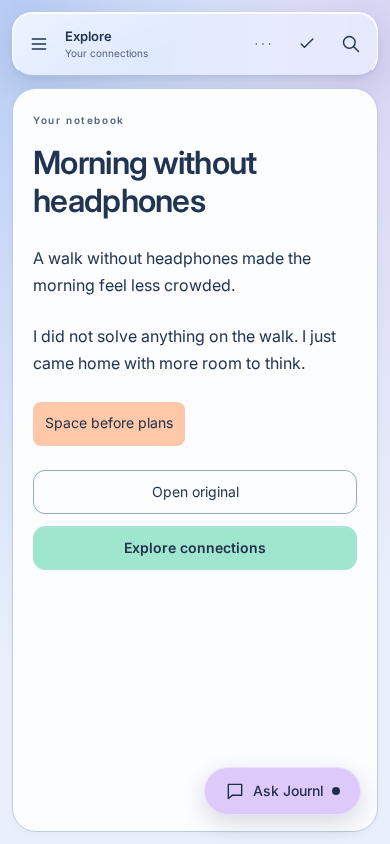 Explore
Your connections
Your notebook
Morning without
headphones
A walk without headphones made the
morning feel less crowded.
I did not solve anything on the walk. I just
came home with more room to think.
Space before plans
Open original
Explore connections
Ask Journl